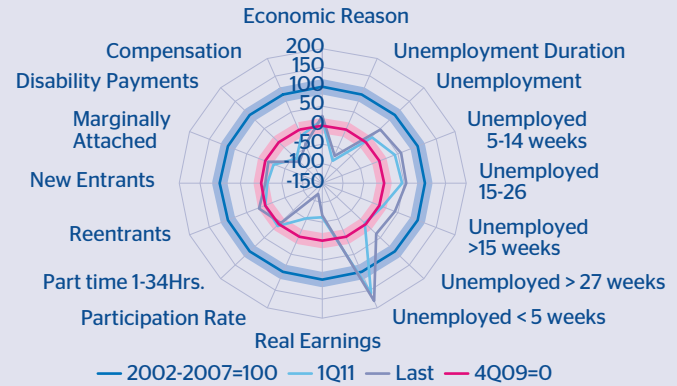 Economic Reason
Compensation
Unemployment Duration
Disability Payments
Unemployment
Marginally
Attached
Unemployed
5-14 weeks
New Entrants
Unemployed
15-26
Reentrants
Unemployed
>15 weeks
Part time 1-34Hrs.
Unemployed > 27 weeks
Participation Rate
Unemployed < 5 weeks
Real Earnings
200
150
100
50
0
-50
-100
-150
2002-2007=100 1Q11 Last 4Q09=0